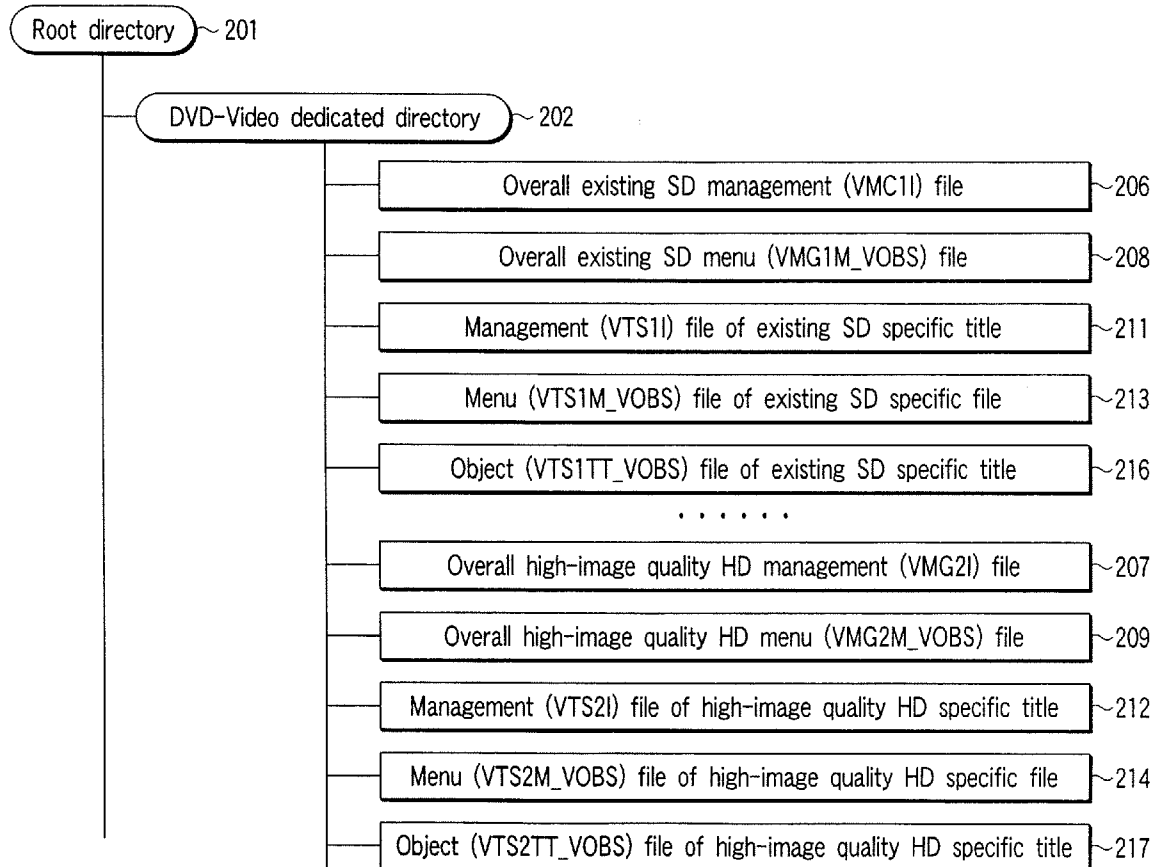 Root directory ~201
DVD-Video dedicated directory ~202
Overall existing SD management (VMC1I) file ~206
Overall existing SD menu (VMG1M_VOBS) file ~208
Management (VTS1I) file of existing SD specific title ~211
Menu (VTS1M_VOBS) file of existing SD specific file ~213
Object (VTS1TT_VOBS) file of existing SD specific title ~216
......
Overall high-image quality HD management (VMG2I) file ~207
Overall high-image quality HD menu (VMG2M_VOBS) file ~209
Management (VTS2I) file of high-image quality HD specific title ~212
Menu (VTS2M_VOBS) file of high-image quality HD specific file ~214
Object (VTS2TT_VOBS) file of high-image quality HD specific title ~217